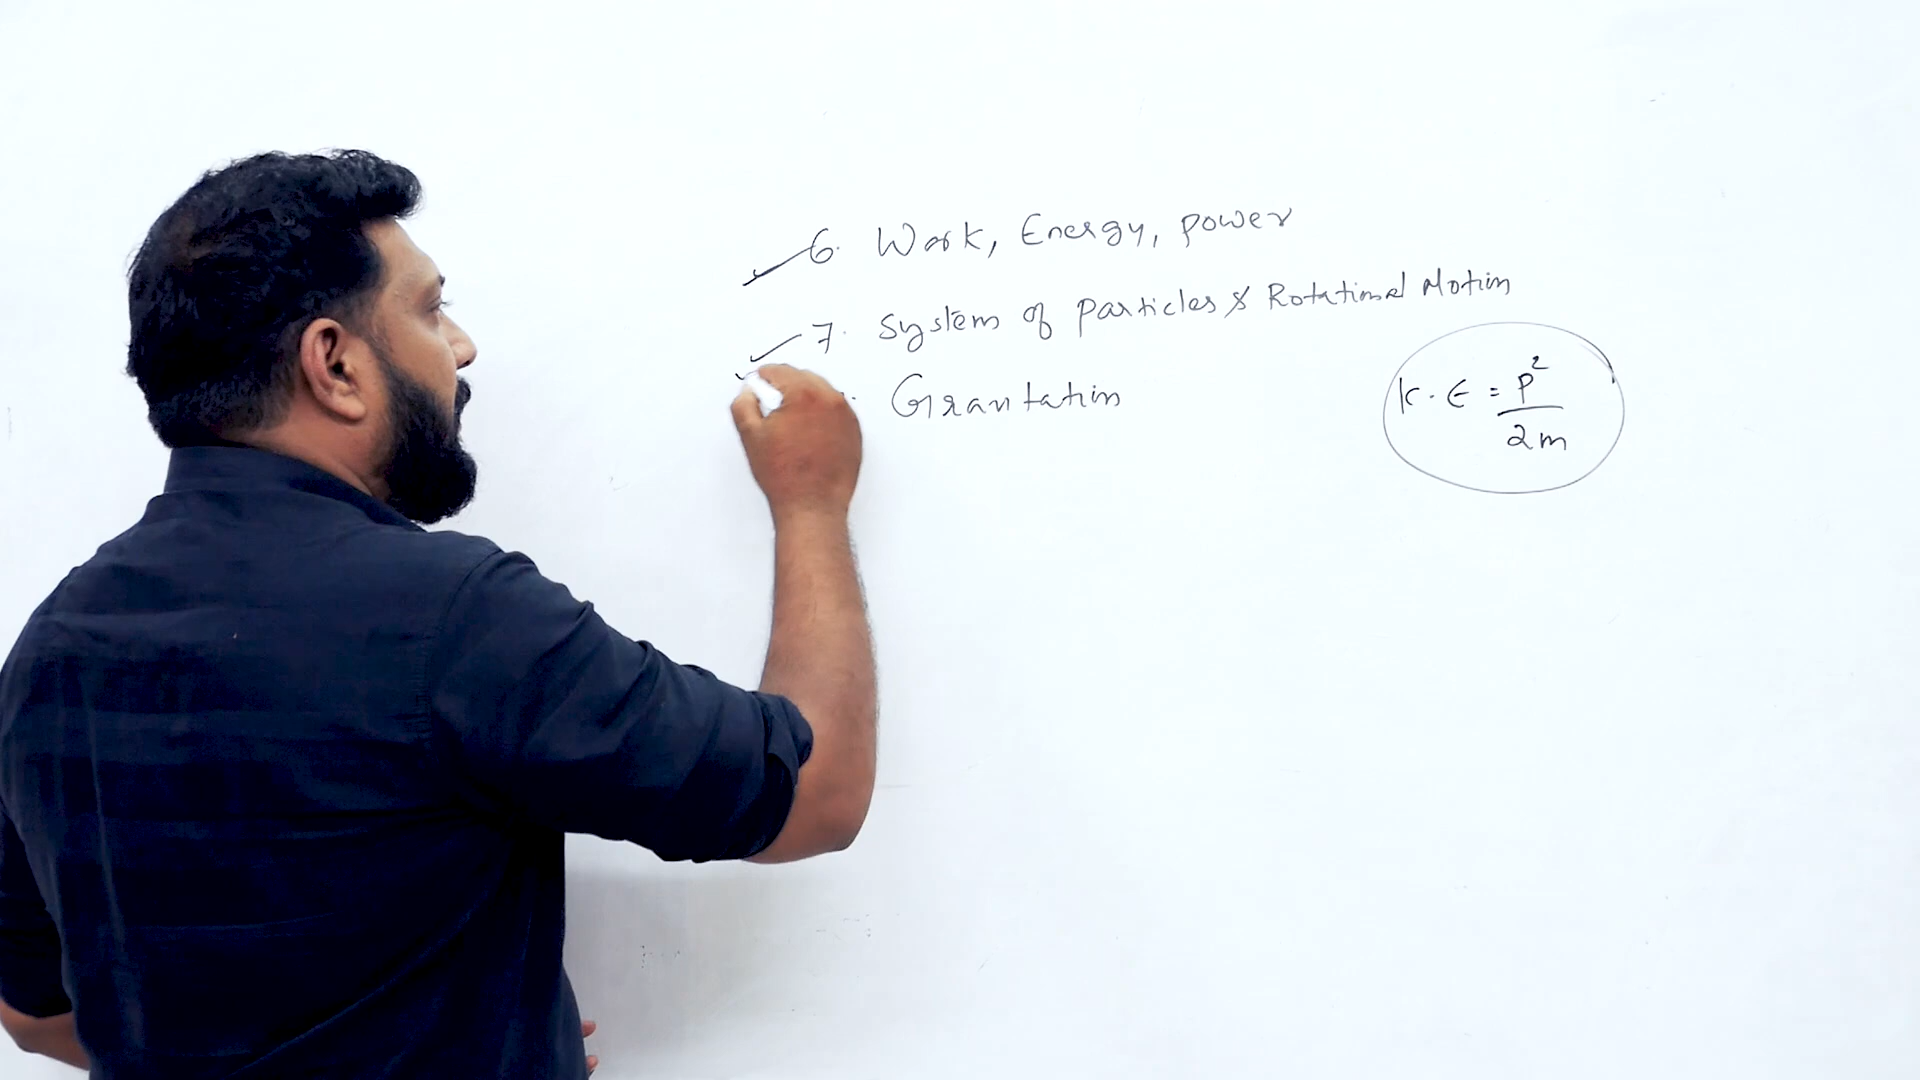 6. Work, Energy, power
7. System of particles & Rotational Motion
Gravitation
K.E = p²/2m